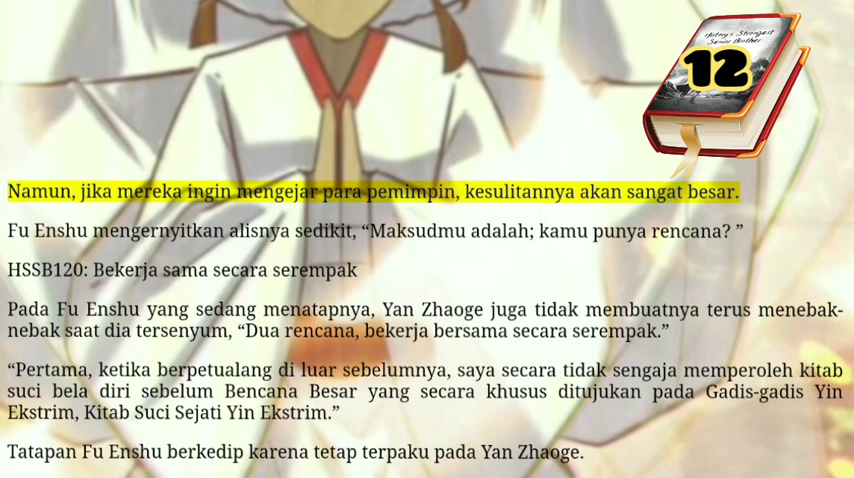 History's Strongest
Senior Brother
12
Namun, jika mereka ingin mengejar para pemimpin, kesulitannya akan sangat besar.
Fu Enshu mengernyitkan alisnya sedikit, “Maksudmu adalah; kamu punya rencana? ”
HSSB120: Bekerja sama secara serempak
Pada Fu Enshu yang sedang menatapnya, Yan Zhaoge juga tidak membuatnya terus menebak-
nebak saat dia tersenyum, “Dua rencana, bekerja bersama secara serempak.”
“Pertama, ketika berpetualang di luar sebelumnya, saya secara tidak sengaja memperoleh kitab
suci bela diri sebelum Bencana Besar yang secara khusus ditujukan pada Gadis-gadis Yin
Ekstrim, Kitab Suci Sejati Yin Ekstrim.”
Tatapan Fu Enshu berkedip karena tetap terpaku pada Yan Zhaoge.